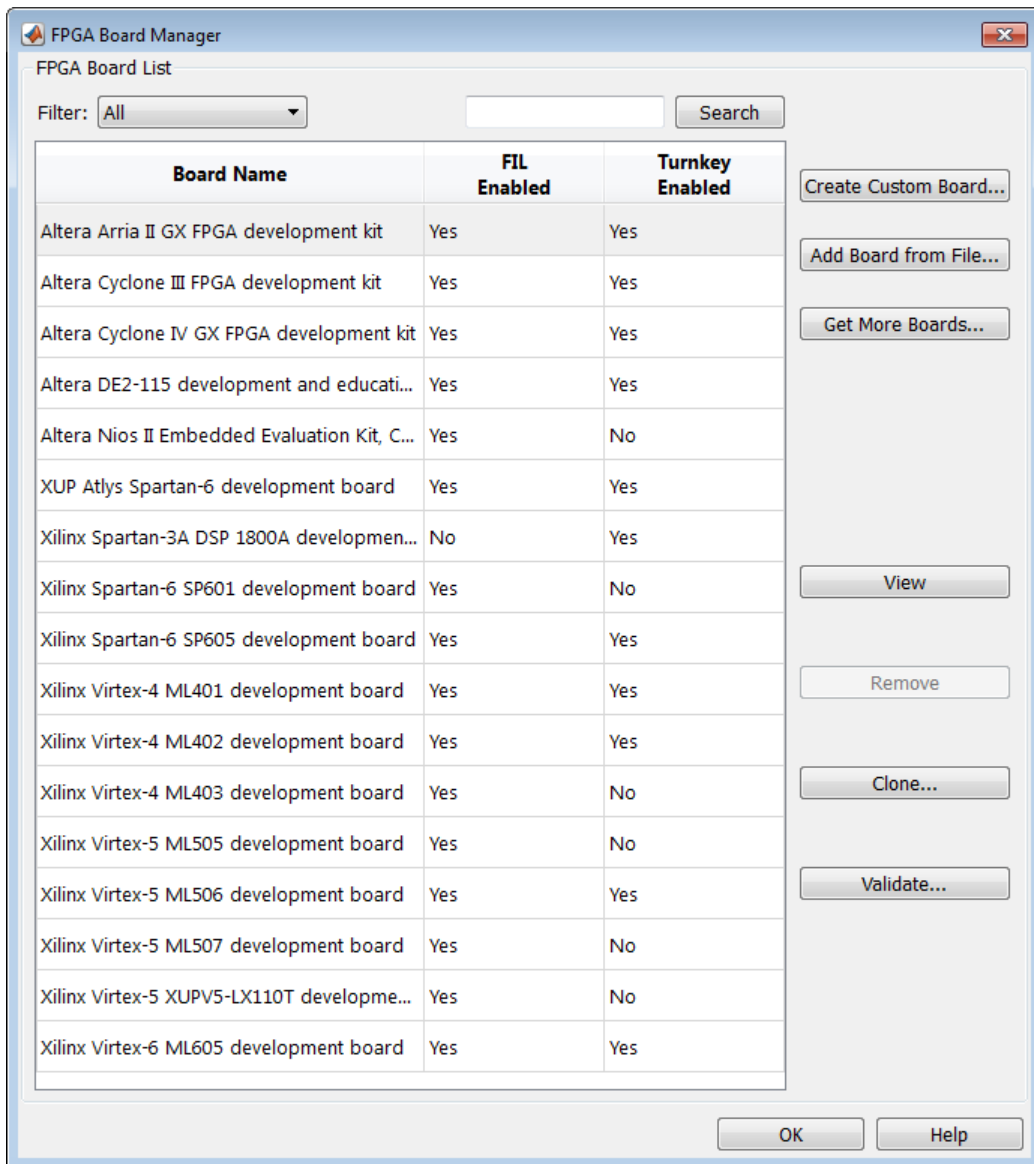 FPGA Board Manager
FPGA Board List
Filter: All Search
Board Name FIL Enabled Turnkey Enabled
Altera Arria II GX FPGA development kit Yes Yes
Altera Cyclone III FPGA development kit Yes Yes
Altera Cyclone IV GX FPGA development kit Yes Yes
Altera DE2-115 development and educati... Yes Yes
Altera Nios II Embedded Evaluation Kit, C... Yes No
XUP Atlys Spartan-6 development board Yes Yes
Xilinx Spartan-3A DSP 1800A developmen... No Yes
Xilinx Spartan-6 SP601 development board Yes No
Xilinx Spartan-6 SP605 development board Yes Yes
Xilinx Virtex-4 ML401 development board Yes Yes
Xilinx Virtex-4 ML402 development board Yes Yes
Xilinx Virtex-4 ML403 development board Yes No
Xilinx Virtex-5 ML505 development board Yes No
Xilinx Virtex-5 ML506 development board Yes Yes
Xilinx Virtex-5 ML507 development board Yes No
Xilinx Virtex-5 XUPV5-LX110T developme... Yes No
Xilinx Virtex-6 ML605 development board Yes Yes
Create Custom Board...
Add Board from File...
Get More Boards...
View
Remove
Clone...
Validate...
OK Help